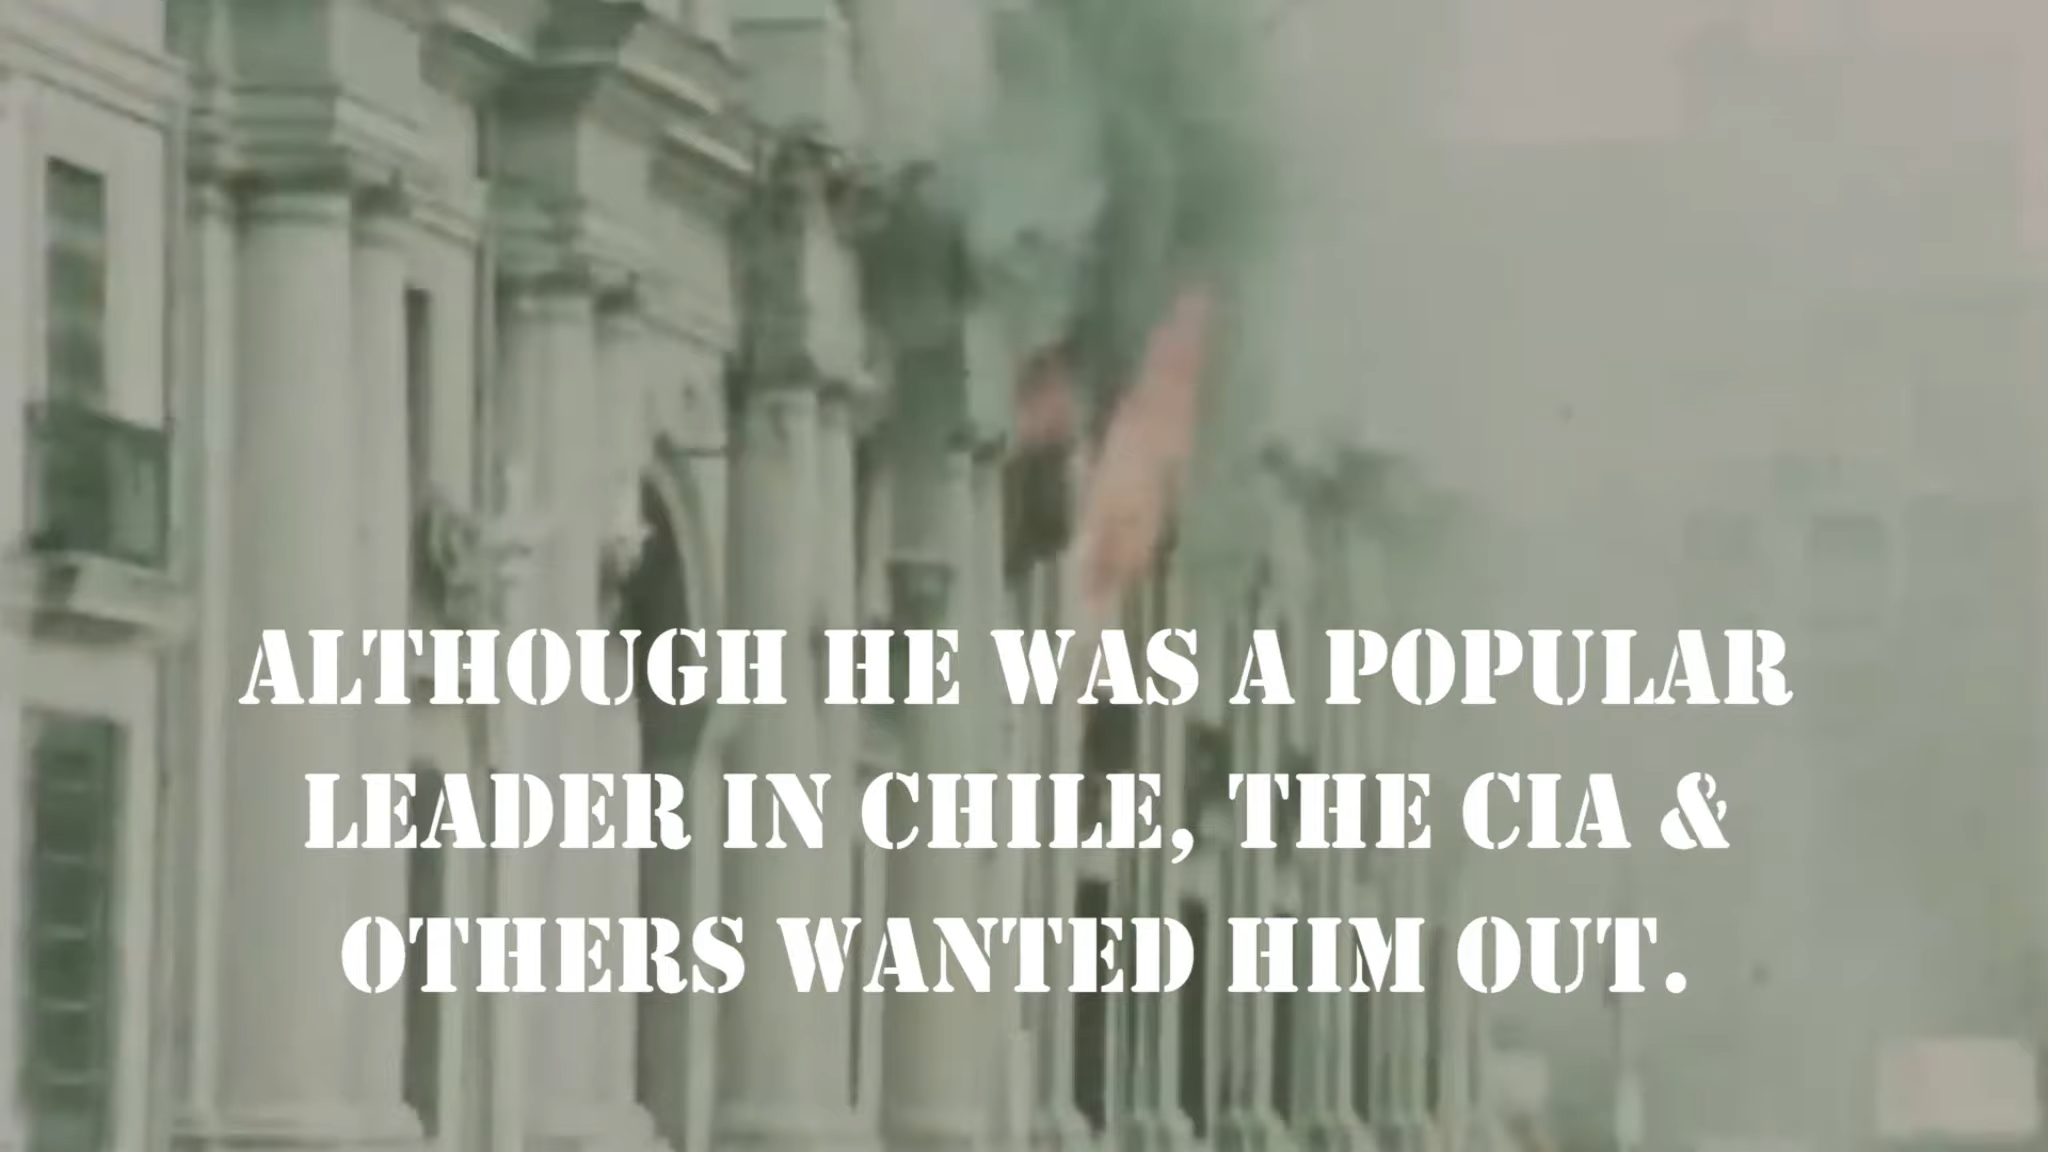 ALTHOUGH HE WAS A POPULAR
LEADER IN CHILE, THE CIA &
OTHERS WANTED HIM OUT.